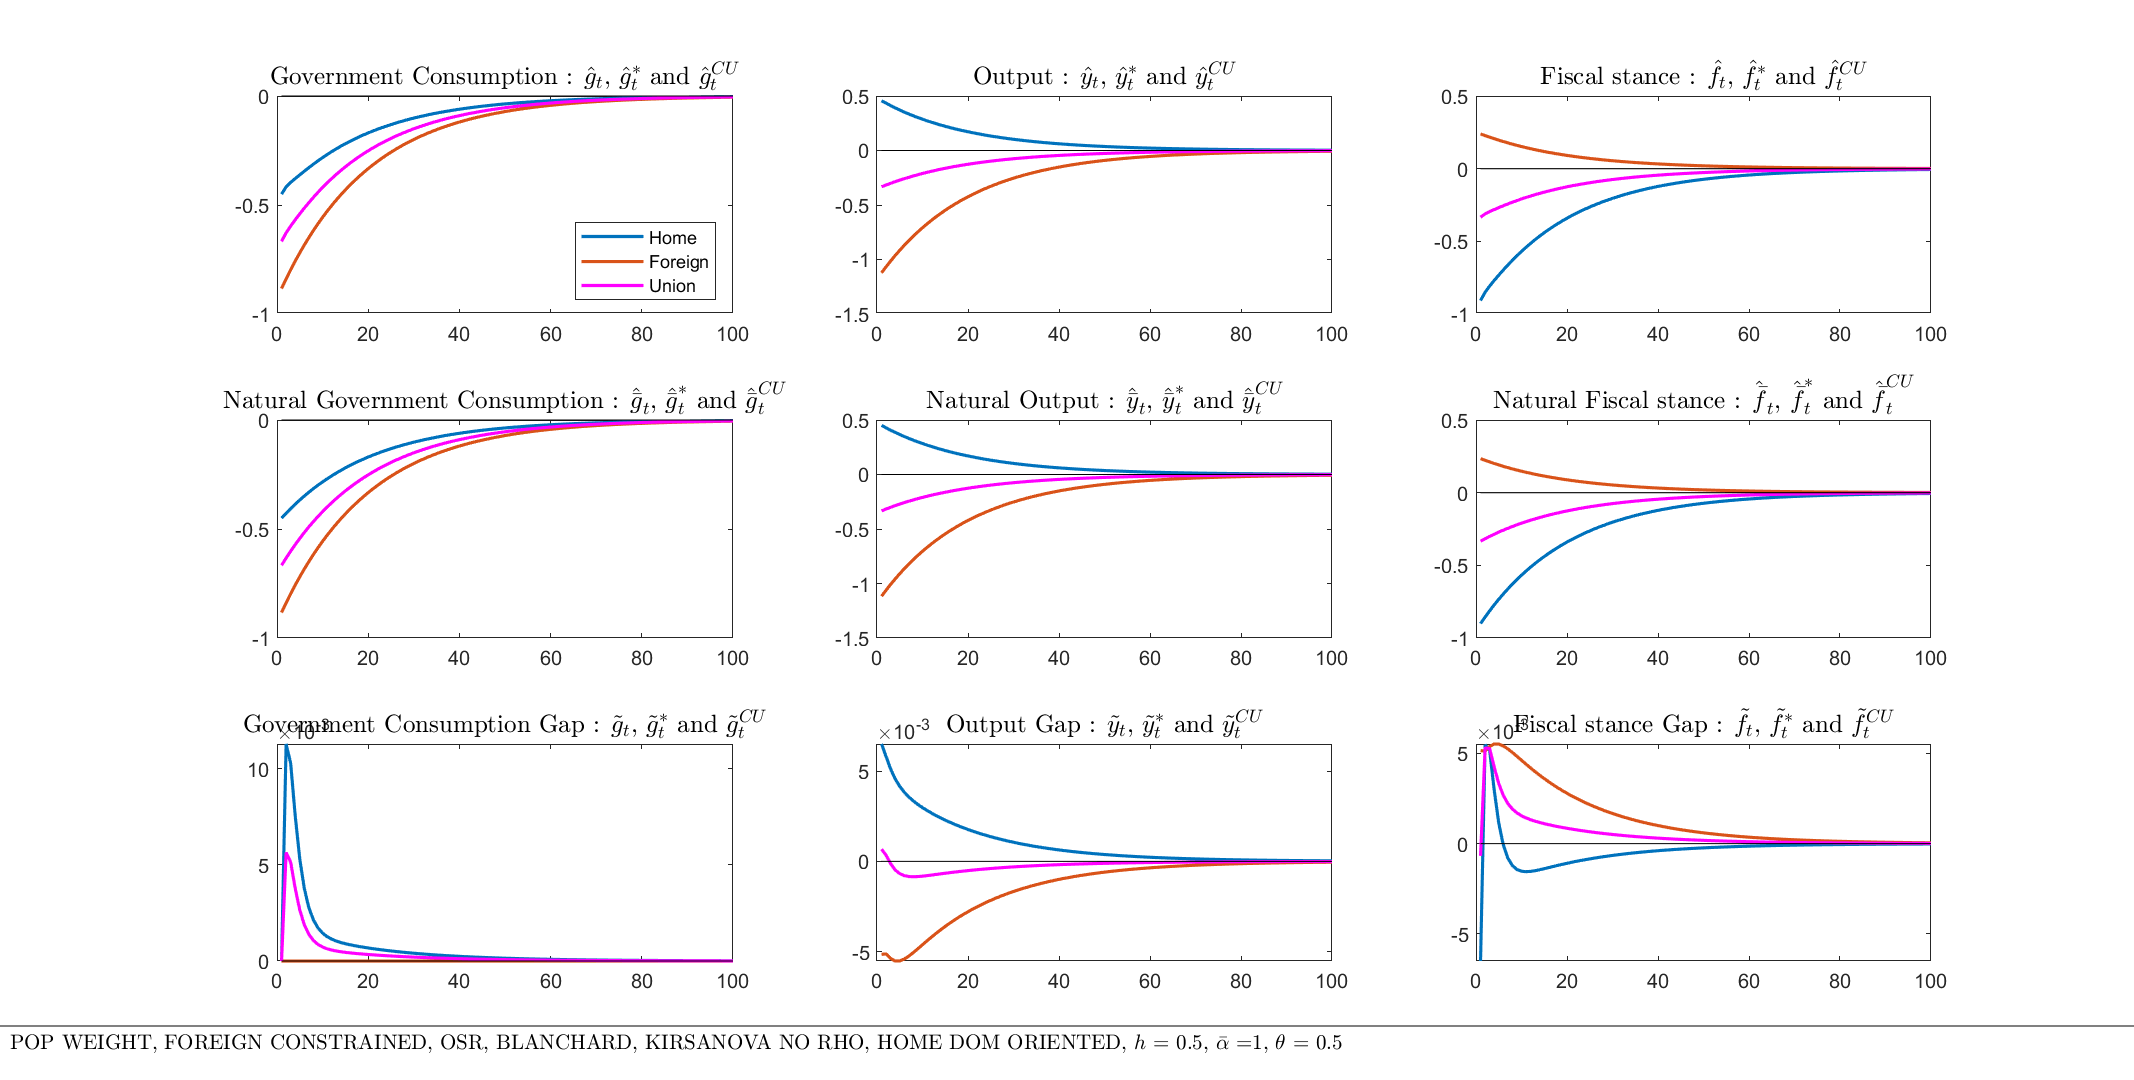 Government Consumption : ĝₜ, ĝₜ* and ĝₜᶜᵁ
0
-0.5
-1
0 20 40 60 80 100
Home
Foreign
Union
Output : ŷₜ, ŷₜ* and ŷₜᶜᵁ
0.5
0
-0.5
-1
-1.5
0 20 40 60 80 100
Fiscal stance : f̂ₜ, f̂ₜ* and f̂ₜᶜᵁ
0.5
0
-0.5
-1
0 20 40 60 80 100
Natural Government Consumption : ḡ̂ₜ, ḡ̂ₜ* and ḡ̂ₜᶜᵁ
0
-0.5
-1
0 20 40 60 80 100
Natural Output : ȳ̂ₜ, ȳ̂ₜ* and ȳ̂ₜᶜᵁ
0.5
0
-0.5
-1
-1.5
0 20 40 60 80 100
Natural Fiscal stance : f̄̂ₜ, f̄̂ₜ* and f̄̂ₜᶜᵁ
0.5
0
-0.5
-1
0 20 40 60 80 100
Government Consumption Gap : g̃ₜ, g̃ₜ* and g̃ₜᶜᵁ
×10⁻³
10
5
0
0 20 40 60 80 100
Output Gap : ỹₜ, ỹₜ* and ỹₜᶜᵁ
×10⁻³
5
0
-5
0 20 40 60 80 100
Fiscal stance Gap : f̃ₜ, f̃ₜ* and f̃ₜᶜᵁ
×10⁻³
5
0
-5
0 20 40 60 80 100
POP WEIGHT, FOREIGN CONSTRAINED, OSR, BLANCHARD, KIRSANOVA NO RHO, HOME DOM ORIENTED, h = 0.5, ᾱ =1, θ = 0.5